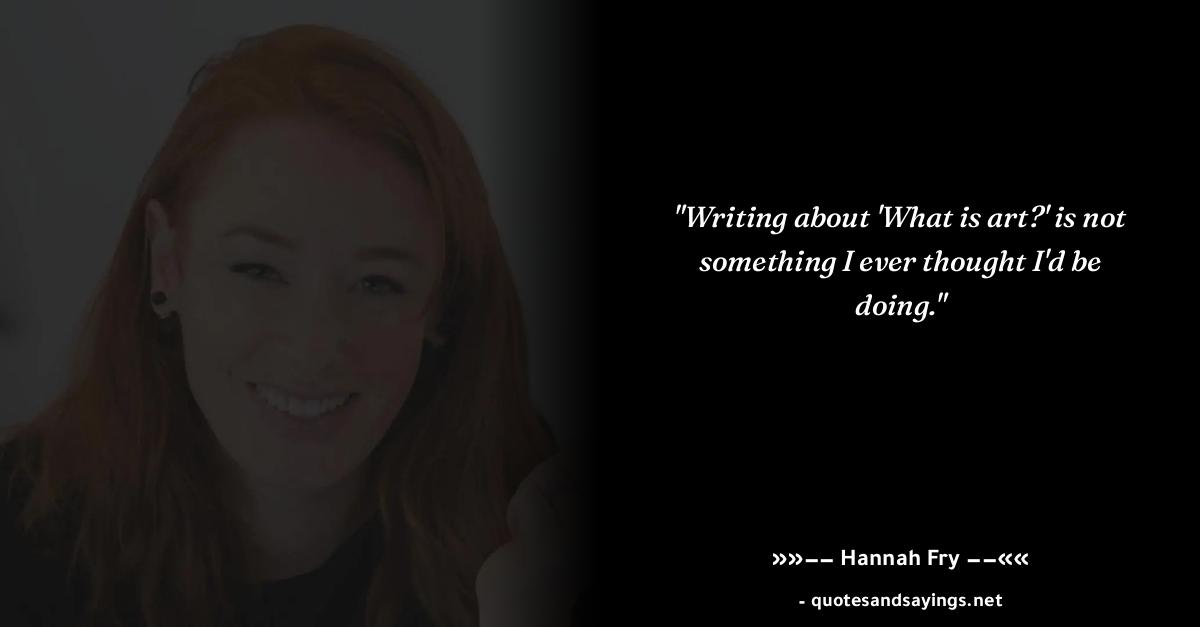 "Writing about 'What is art?' is not
something I ever thought I'd be
doing."
»»–– Hannah Fry ––««
- quotesandsayings.net